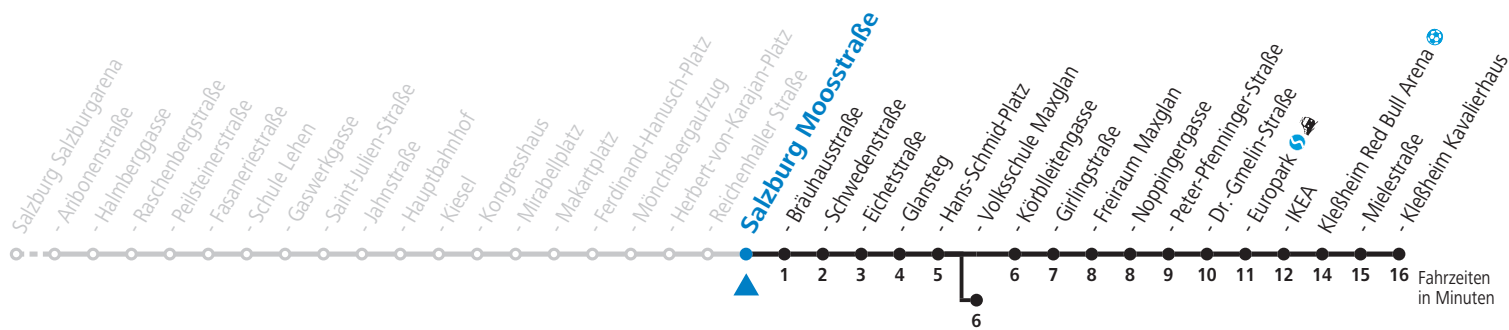 Salzburg Salzburgarena
- Aribonenstraße
- Halmberggasse
- Raschenbergstraße
- Peilsteinerstraße
- Fasaneriestraße
- Schule Lehen
- Gaswerkgasse
- Saint-Julien-Straße
- Jahnstraße
- Hauptbahnhof
- Kiesel
- Kongresshaus
- Mirabellplatz
- Makartplatz
- Ferdinand-Hanusch-Platz
- Mönchsbergaufzug
- Herbert-von-Karajan-Platz
- Reichenhaller Straße
Salzburg Moosstraße
- Bräuhausstraße
- Schwedenstraße
- Eichetstraße
- Glansteg
- Hans-Schmid-Platz
- Volksschule Maxglan
- Körblleitengasse
- Girlingstraße
- Freiraum Maxglan
- Noppingergasse
- Peter-Pfenninger-Straße
- Dr.-Gmelin-Straße
- Europark
- IKEA
Kleßheim Red Bull Arena
- Mielestraße
- Kleßheim Kavalierhaus
1 2 3 4 5 6 7 8 8 9 10 11 12 14 15 16
Fahrzeiten
in Minuten
6